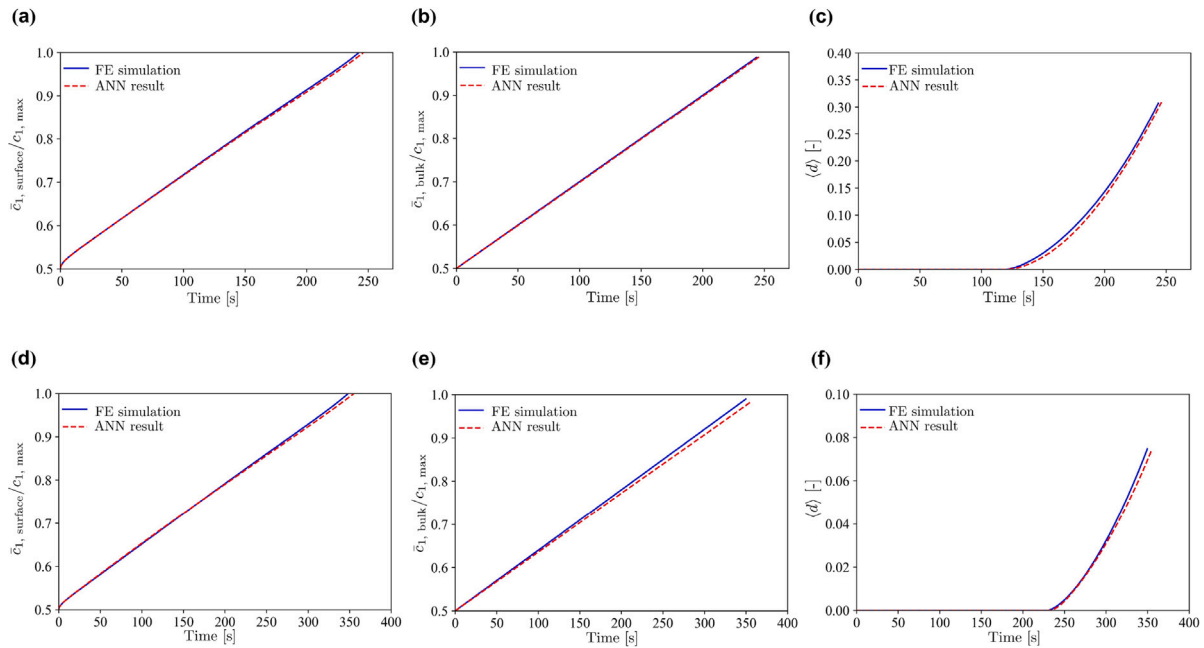 (a)
(b)
(c)
1.0
0.9
0.8
0.7
0.6
0.5
c̄1, surface/c1, max
FE simulation
ANN result
0 50 100 150 200 250
Time [s]
1.0
0.9
0.8
0.7
0.6
0.5
c̄1, bulk/c1, max
FE simulation
ANN result
0 50 100 150 200 250
Time [s]
0.40
0.35
0.30
0.25
0.20
0.15
0.10
0.05
0.00
⟨d⟩ [-]
FE simulation
ANN result
0 50 100 150 200 250
Time [s]
(d)
(e)
(f)
1.0
0.9
0.8
0.7
0.6
0.5
c̄1, surface/c1, max
FE simulation
ANN result
0 50 100 150 200 250 300 350 400
Time [s]
1.0
0.9
0.8
0.7
0.6
0.5
c̄1, bulk/c1, max
FE simulation
ANN result
0 50 100 150 200 250 300 350 400
Time [s]
0.10
0.08
0.06
0.04
0.02
0.00
⟨d⟩ [-]
FE simulation
ANN result
0 50 100 150 200 250 300 350 400
Time [s]